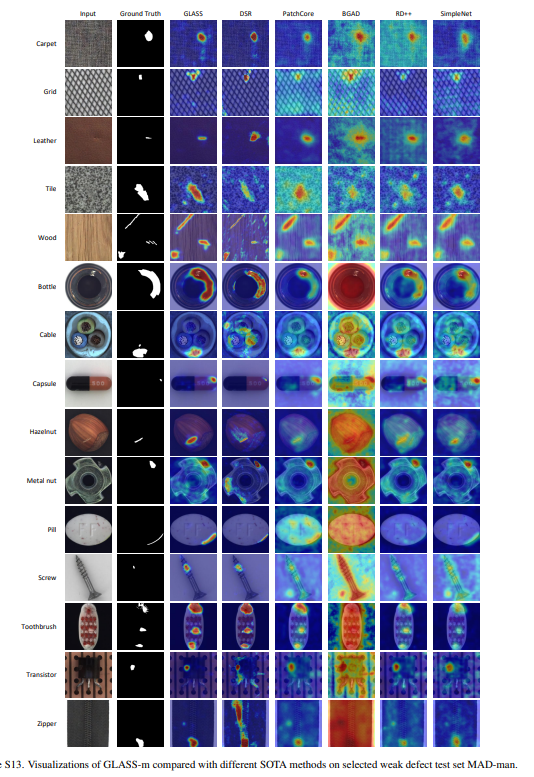 Input Ground Truth GLASS DSR PatchCore BGAD RD++ SimpleNet
Carpet
Grid
Leather
Tile
Wood
Bottle
Cable
Capsule
Hazelnut
Metal nut
Pill
Screw
Toothbrush
Transistor
Zipper
S13. Visualizations of GLASS-m compared with different SOTA methods on selected weak defect test set MAD-man.